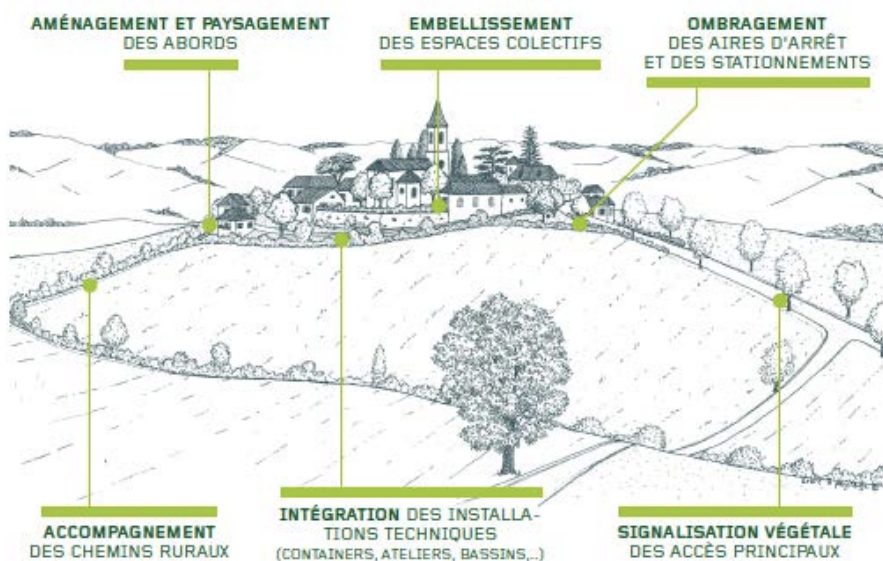 AMÉNAGEMENT ET PAYSAGEMENT
DES ABORDS
EMBELLISSEMENT
DES ESPACES COLECTIFS
OMBRAGEMENT
DES AIRES D'ARRÊT
ET DES STATIONNEMENTS
ACCOMPAGNEMENT
DES CHEMINS RURAUX
INTÉGRATION DES INSTALLA-
TIONS TECHNIQUES
(CONTAINERS, ATELIERS, BASSINS,..)
SIGNALISATION VÉGÉTALE
DES ACCÈS PRINCIPAUX